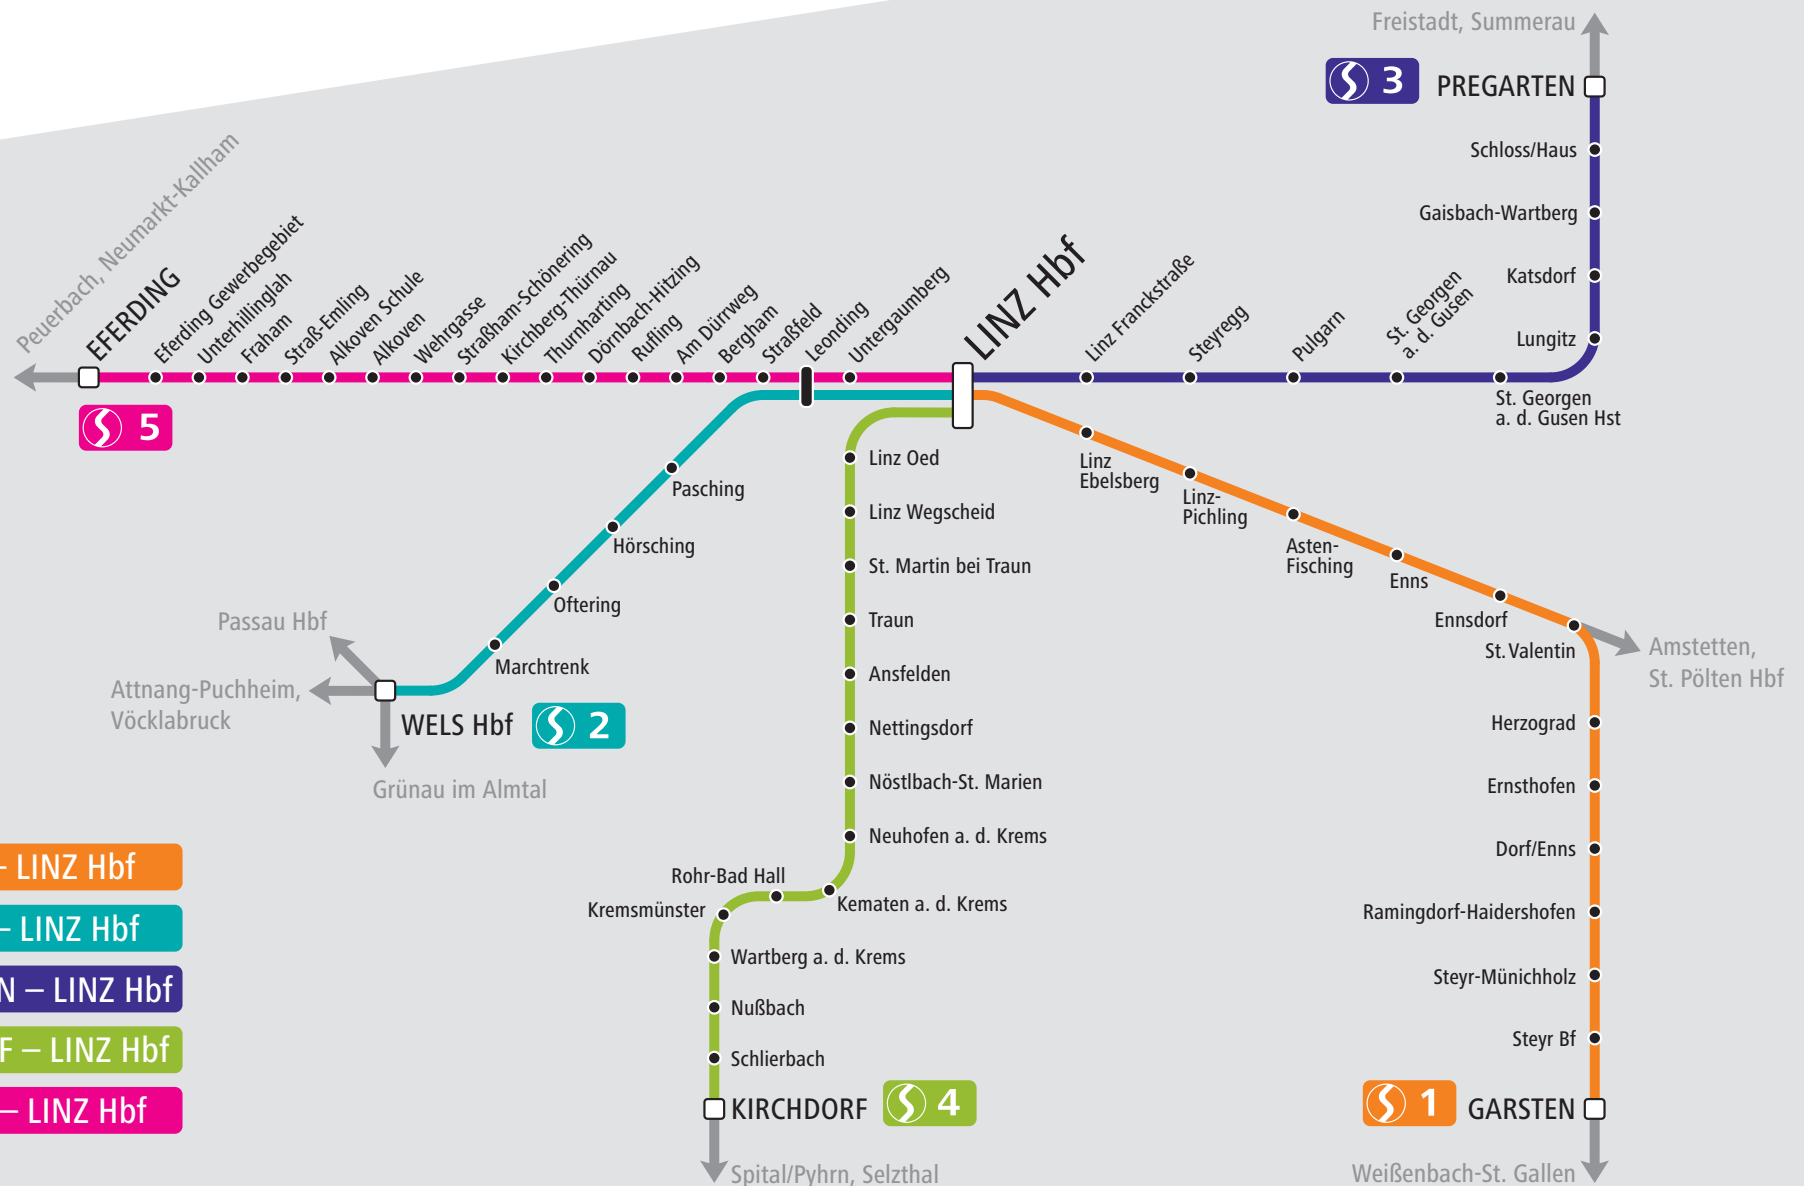 Freistadt, Summerau
3
PREGARTEN
Schloss/Haus
Gaisbach-Wartberg
Katsdorf
Lungitz
Peuerbach, Neumarkt-Kallham
EFERDING
Eferding Gewerbegebiet
Unterhillinglah
Fraham
Straß-Emling
Alkoven Schule
Alkoven
Wehrgasse
Straßham-Schönering
Kirchberg-Thürnau
Thurnharting
Dörnbach-Hitzing
Rufling
Am Dürrweg
Bergham
Straßfeld
Leonding
Untergaumberg
LINZ Hbf
Linz Franckstraße
Steyregg
Pulgarn
St. Georgen
a. d. Gusen
St. Georgen
a. d. Gusen Hst
5
Linz Oed
Linz Wegscheid
St. Martin bei Traun
Traun
Ansfelden
Nettingsdorf
Nöstlbach-St. Marien
Neuhofen a. d. Krems
Kematen a. d. Krems
Rohr-Bad Hall
Kremsmünster
Wartberg a. d. Krems
Nußbach
Schlierbach
KIRCHDORF
4
Spital/Pyhrn, Selzthal
Pasching
Hörsching
Oftering
Marchtrenk
WELS Hbf
2
Passau Hbf
Attnang-Puchheim,
Vöcklabruck
Grünau im Almtal
Linz
Ebelsberg
Linz-
Pichling
Asten-
Fisching
Enns
Ennsdorf
St. Valentin
Amstetten,
St. Pölten Hbf
Herzograd
Ernsthofen
Dorf/Enns
Ramingdorf-Haidershofen
Steyr-Münichholz
Steyr Bf
1
GARSTEN
Weißenbach-St. Gallen
– LINZ Hbf
– LINZ Hbf
N – LINZ Hbf
F – LINZ Hbf
– LINZ Hbf